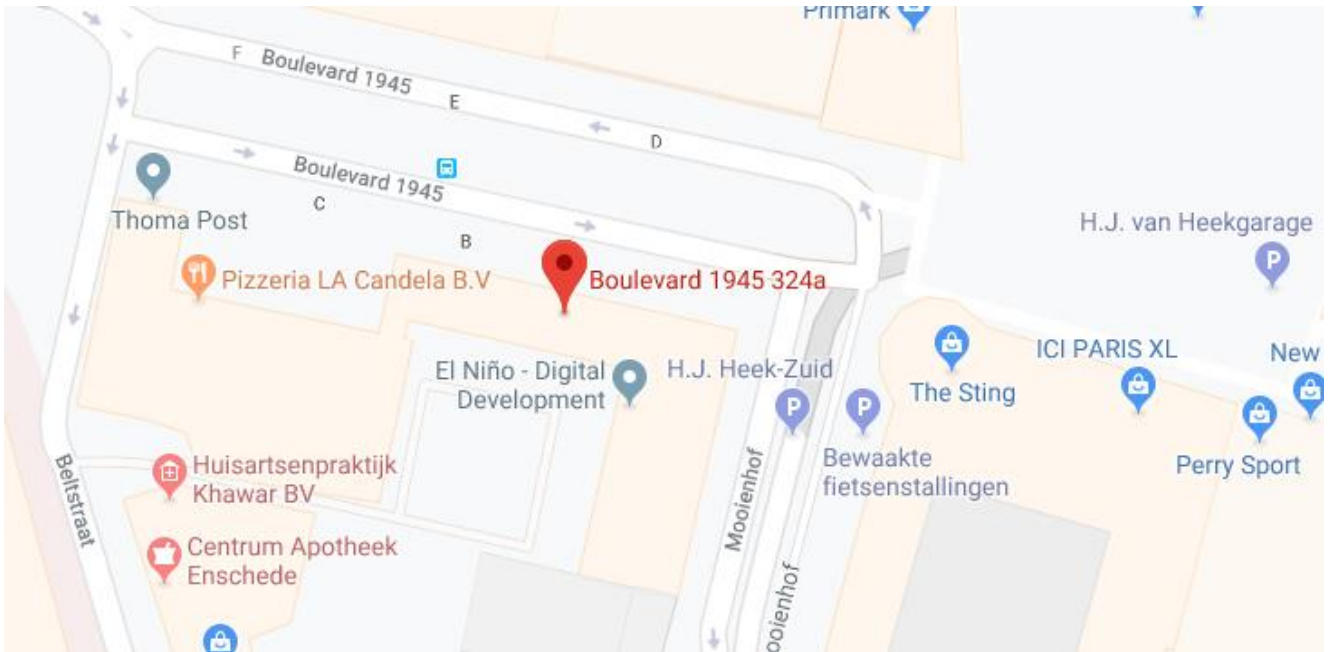 Primark
F
Boulevard 1945
E
D
Boulevard 1945
C
B
Thoma Post
Pizzeria LA Candela B.V
Boulevard 1945 324a
H.J. van Heekgarage
P
El Niño - Digital
Development
H.J. Heek-Zuid
P
P
The Sting
ICI PARIS XL
New
Perry Sport
Bewaakte
fietsenstallingen
Huisartsenpraktijk
Khawar BV
Centrum Apotheek
Enschede
Beltstraat
Mooienhof
ooienhof